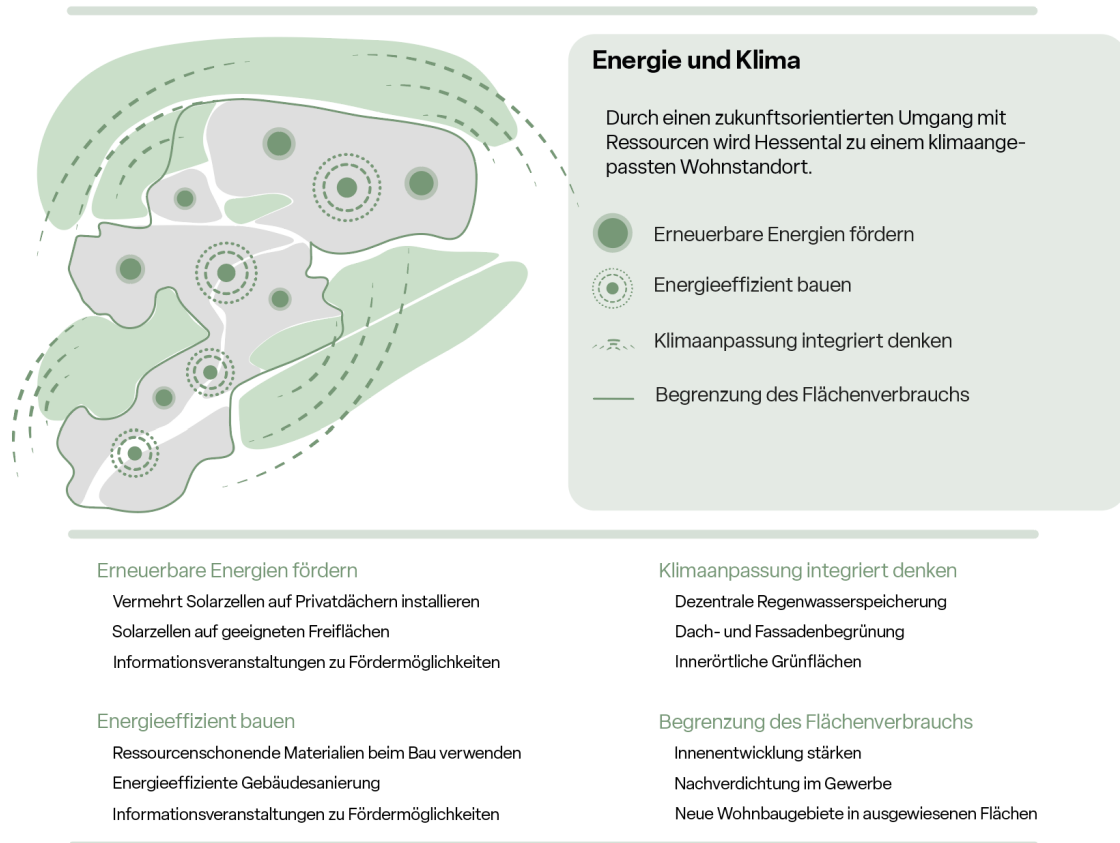 Energie und Klima
Durch einen zukunftsorientierten Umgang mit
Ressourcen wird Hessental zu einem klimaange-
passten Wohnstandort.
Erneuerbare Energien fördern
Energieeffizient bauen
Klimaanpassung integriert denken
Begrenzung des Flächenverbrauchs
Erneuerbare Energien fördern
Vermehrt Solarzellen auf Privatdächern installieren
Solarzellen auf geeigneten Freiflächen
Informationsveranstaltungen zu Fördermöglichkeiten
Energieeffizient bauen
Ressourcenschonende Materialien beim Bau verwenden
Energieeffiziente Gebäudesanierung
Informationsveranstaltungen zu Fördermöglichkeiten
Klimaanpassung integriert denken
Dezentrale Regenwasserspeicherung
Dach- und Fassadenbegrünung
Innerörtliche Grünflächen
Begrenzung des Flächenverbrauchs
Innenentwicklung stärken
Nachverdichtung im Gewerbe
Neue Wohnbaugebiete in ausgewiesenen Flächen